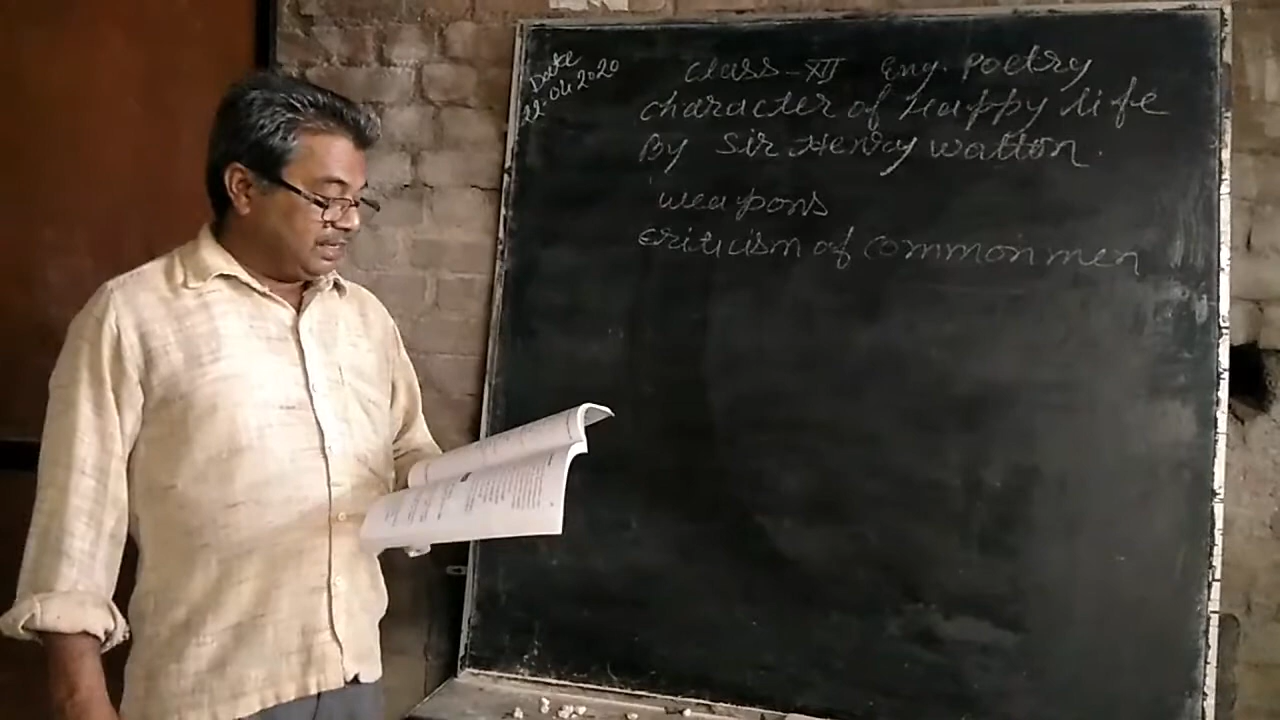 Date
22.04.2020
Class - XII Eng. Poetry
Character of Happy life
By Sir Henry Watton.
weapons
criticism of common men